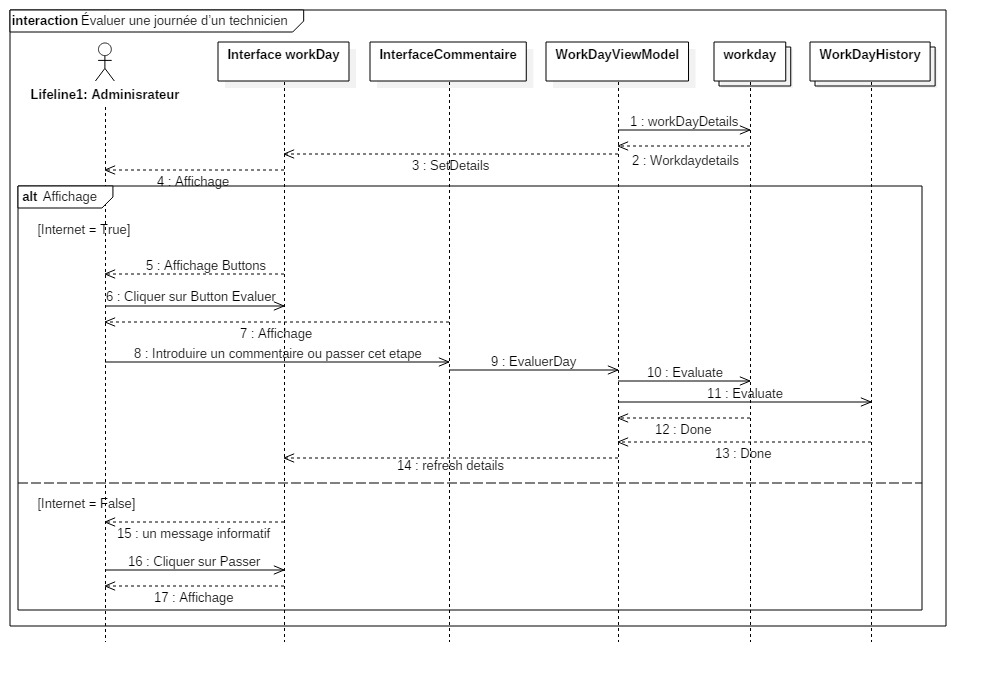 interaction Évaluer une journée d'un technicien
Interface workDay
InterfaceCommentaire
WorkDayViewModel
workday
WorkDayHistory
Lifeline1: Adminisrateur
1 : workDayDetails
2 : Workdaydetails
3 : SetDetails
4 : Affichage
alt Affichage
[Internet = True]
5 : Affichage Buttons
6 : Cliquer sur Button Evaluer
7 : Affichage
8 : Introduire un commentaire ou passer cet etape
9 : EvaluerDay
10 : Evaluate
11 : Evaluate
12 : Done
13 : Done
14 : refresh details
[Internet = False]
15 : un message informatif
16 : Cliquer sur Passer
17 : Affichage